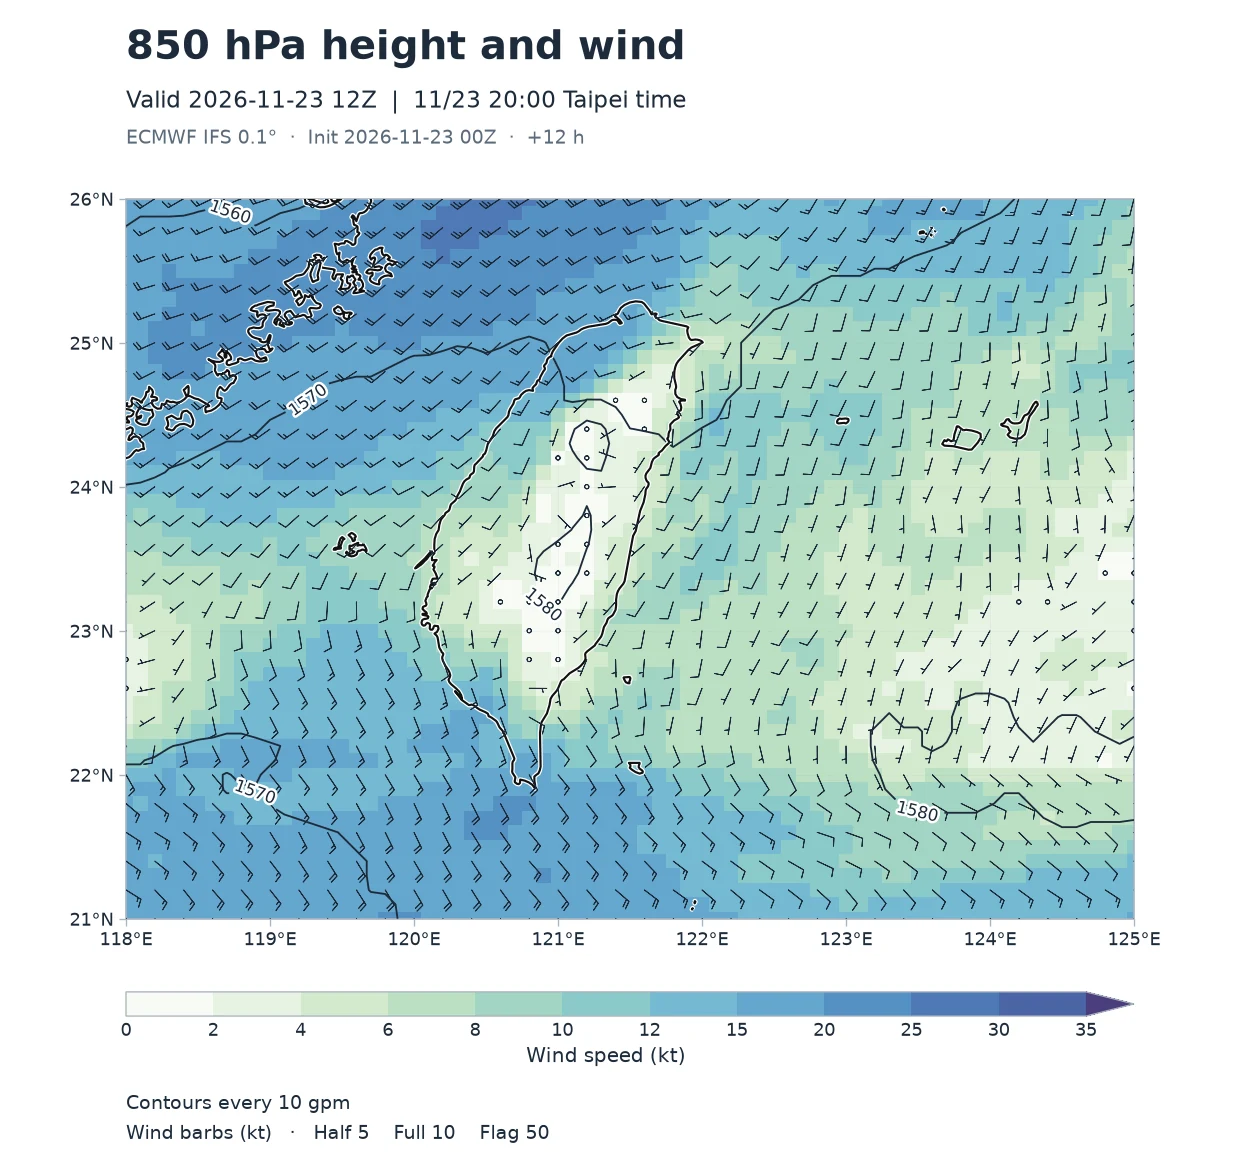 850 hPa height and wind
Valid 2026-11-23 12Z | 11/23 20:00 Taipei time
ECMWF IFS 0.1° · Init 2026-11-23 00Z · +12 h
26°N
1560
25°N
1570
24°N
1580
23°N
22°N
1570
1580
21°N
118°E 119°E 120°E 121°E 122°E 123°E 124°E 125°E
0 2 4 6 8 10 12 15 20 25 30 35
Wind speed (kt)
Contours every 10 gpm
Wind barbs (kt) · Half 5 Full 10 Flag 50